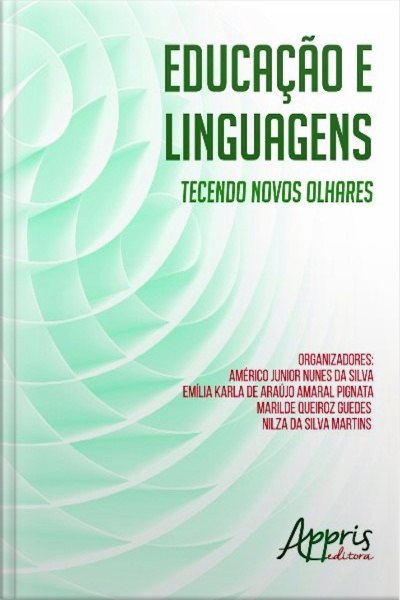 EDUCAÇÃO E
LINGUAGENS
TECENDO NOVOS OLHARES
ORGANIZADORES:
AMÉRICO JUNIOR NUNES DA SILVA
EMÍLIA KARLA DE ARAÚJO AMARAL PIGNATA
MARILDE QUEIROZ GUEDES
NILZA DA SILVA MARTINS
Appris
editora